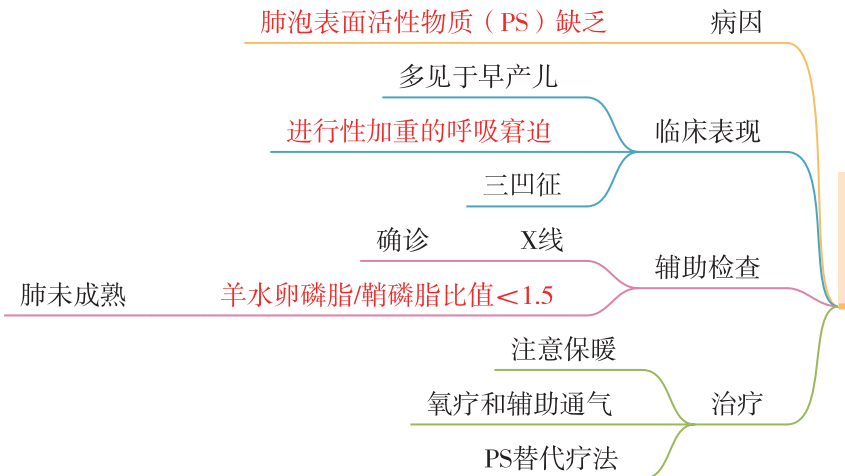 肺泡表面活性物质（PS）缺乏 病因
多见于早产儿
进行性加重的呼吸窘迫 临床表现
三凹征
确诊 X线
辅助检查
肺未成熟 羊水卵磷脂/鞘磷脂比值＜1.5
注意保暖
氧疗和辅助通气 治疗
PS替代疗法